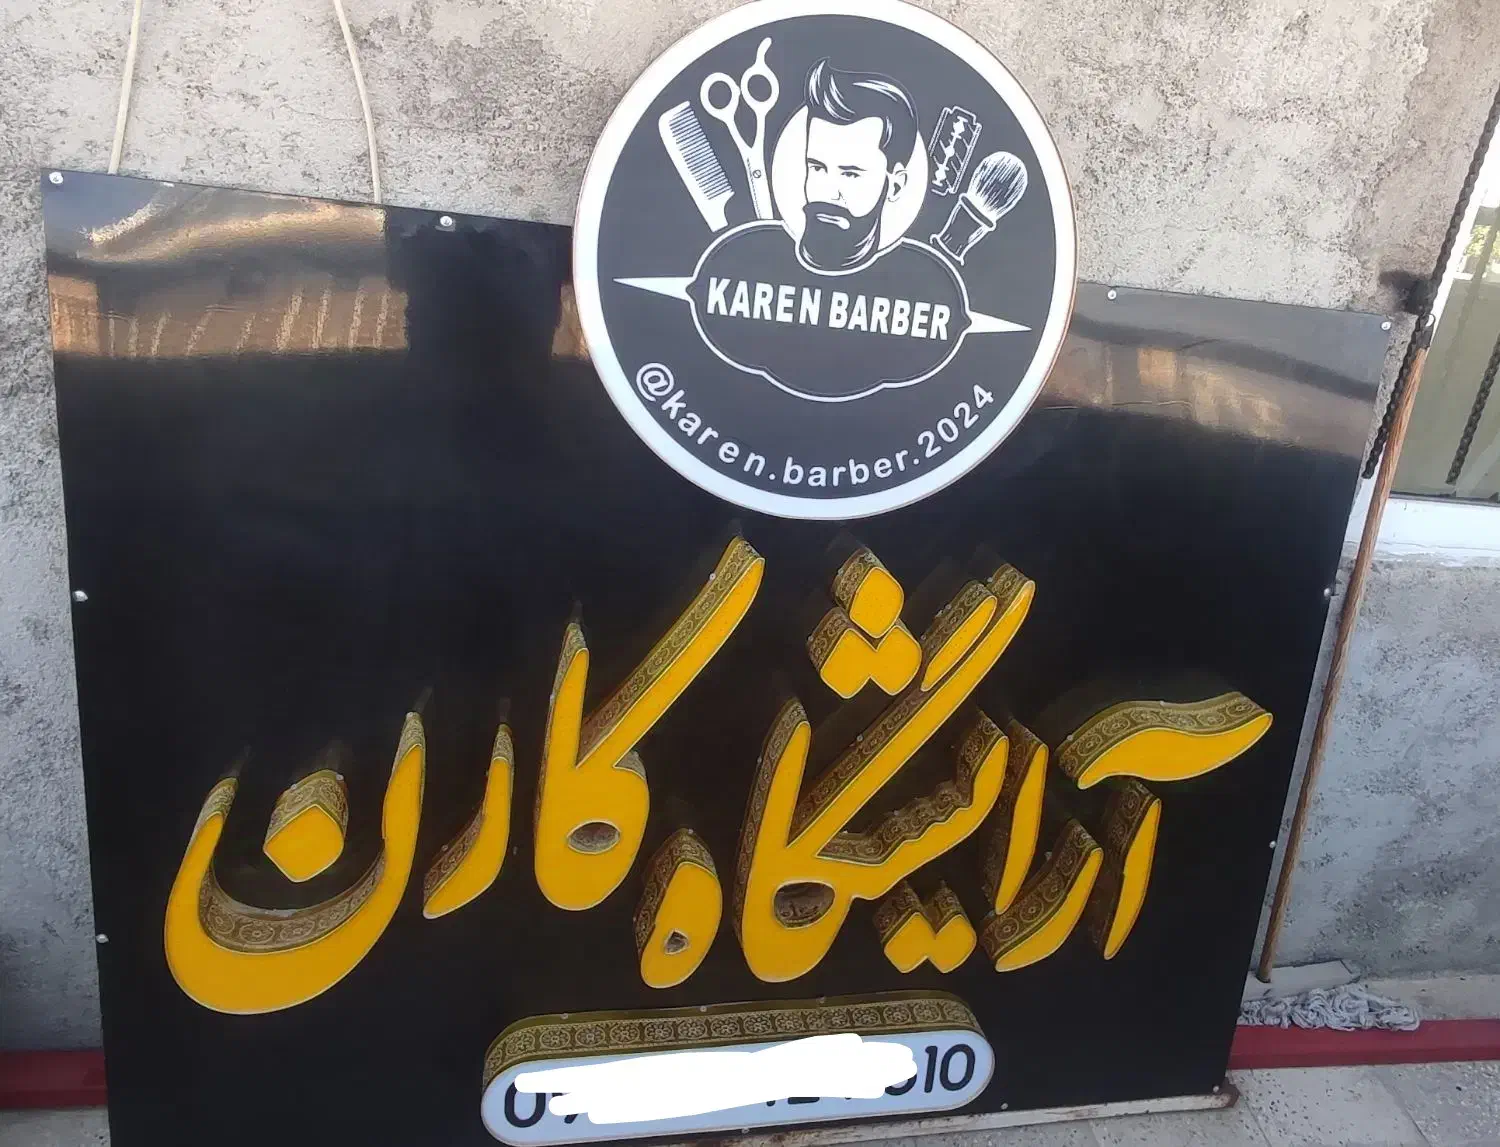 KAREN BARBER
@karen.barber.2024
آرایشگاه کارن